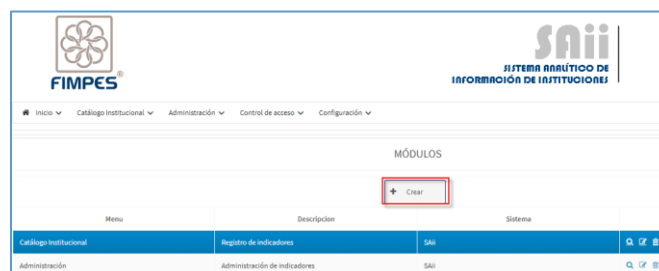 FIMPES®
SAii
SISTEMA ANALÍTICO DE
INFORMACIÓN DE INSTITUCIONES
Inicio Catálogo Institucional Administración Control de acceso Configuración
MÓDULOS
+ Crear
Menu Descripcion Sistema
Catálogo Institucional Registro de indicadores SAii
Administración Administración de indicadores SAii